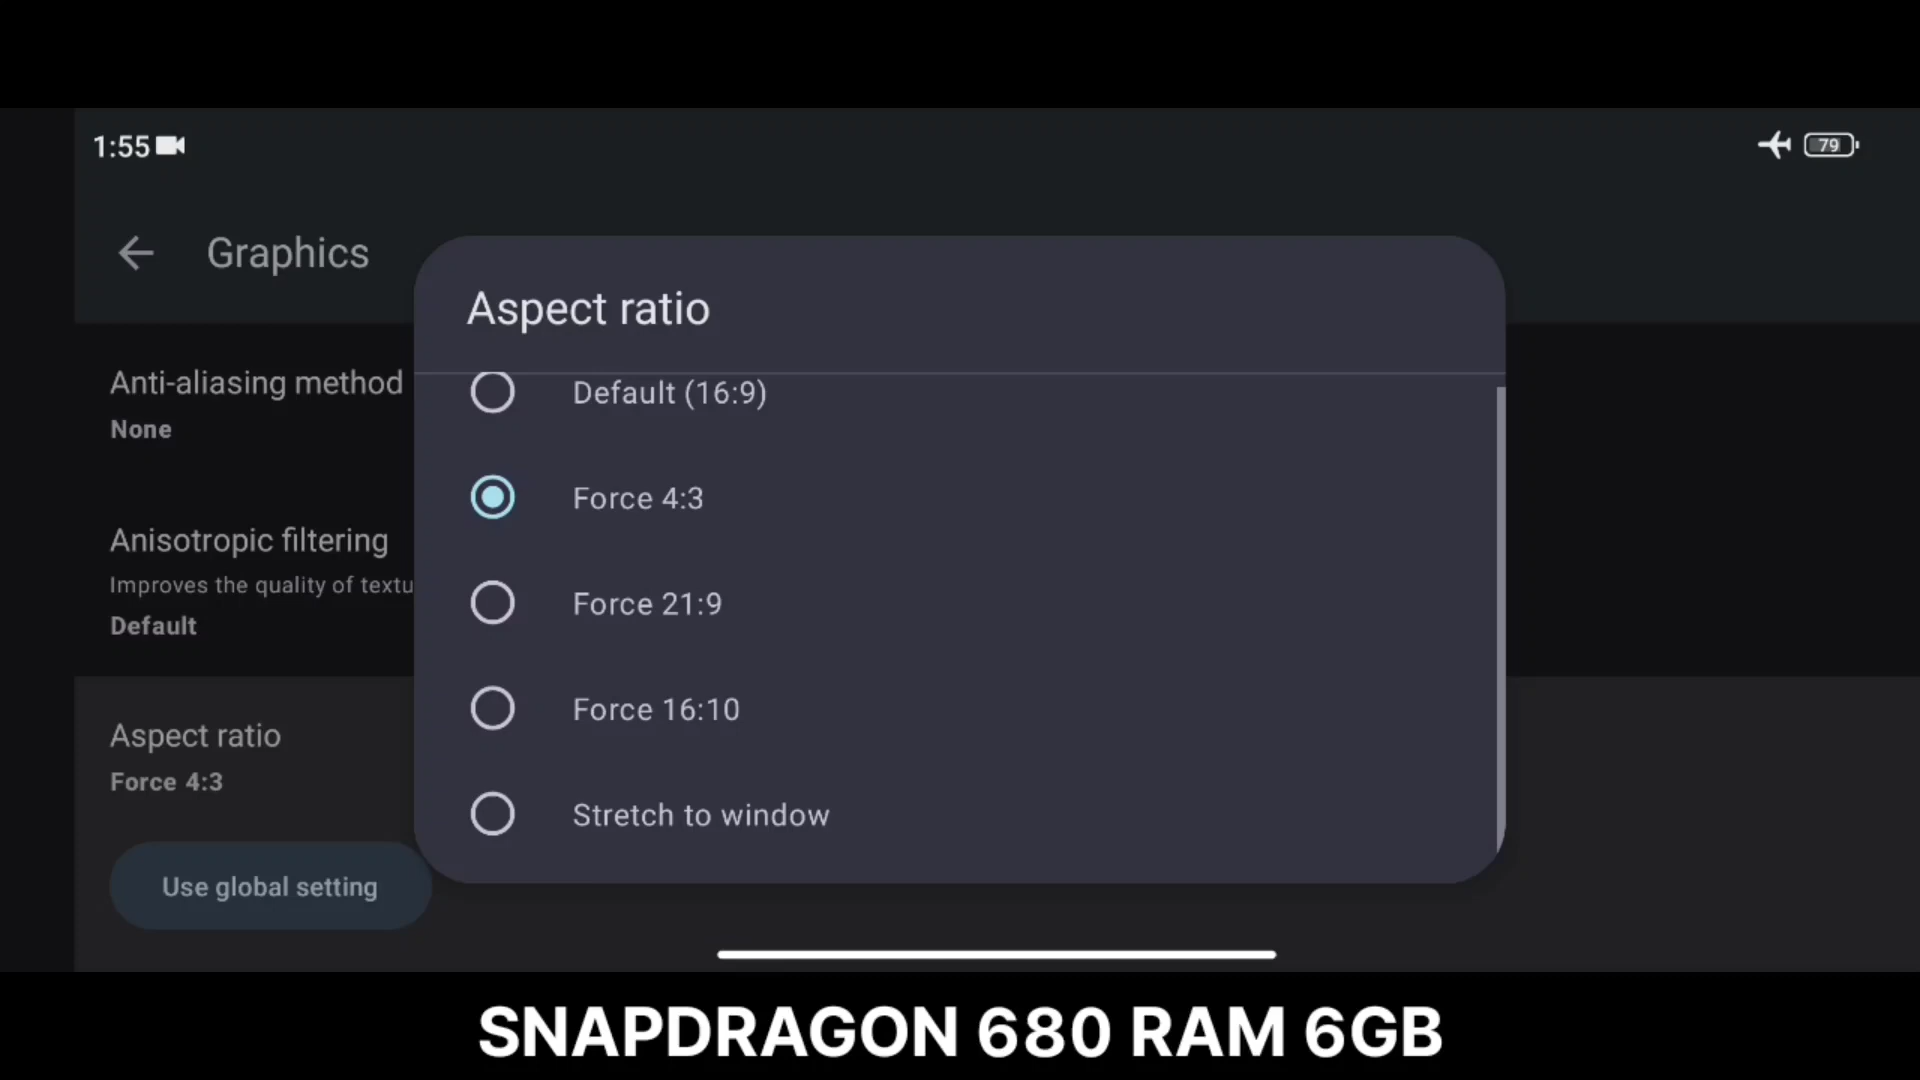 1:55
79
Graphics
Anti-aliasing method
None
Anisotropic filtering
Improves the quality of textu
Default
Aspect ratio
Force 4:3
Use global setting
Aspect ratio
Default (16:9)
Force 4:3
Force 21:9
Force 16:10
Stretch to window
SNAPDRAGON 680 RAM 6GB